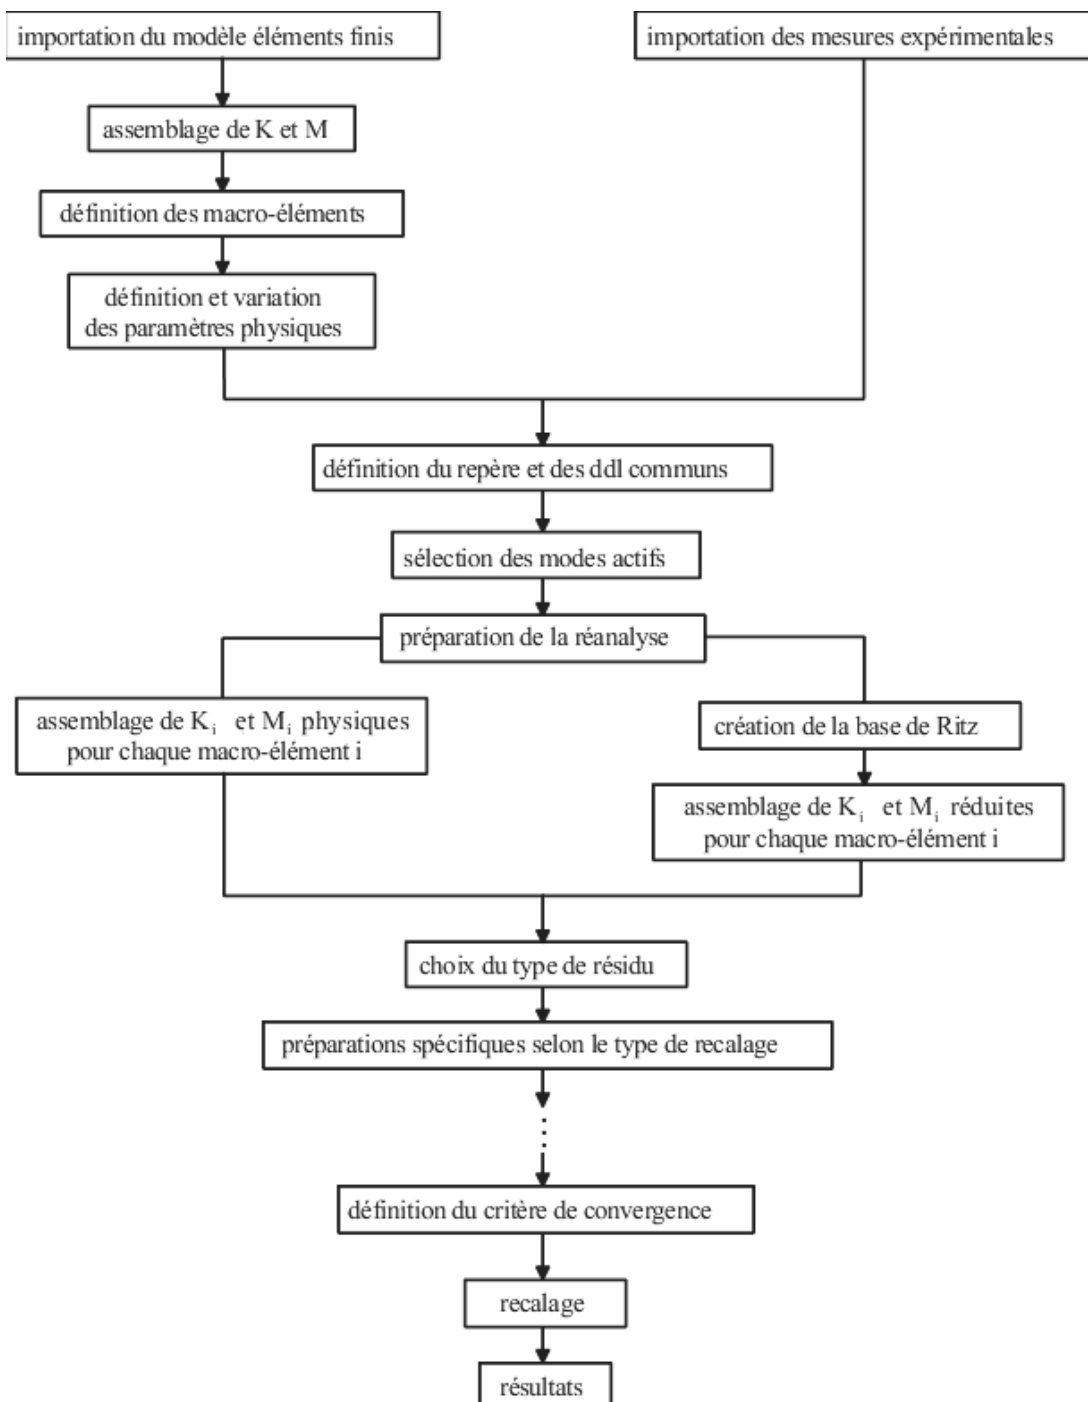 importation du modèle éléments finis
importation des mesures expérimentales
assemblage de K et M
définition des macro-éléments
définition et variation
des paramètres physiques
définition du repère et des ddl communs
sélection des modes actifs
préparation de la réanalyse
assemblage de Ki et Mi physiques
pour chaque macro-élément i
création de la base de Ritz
assemblage de Ki et Mi réduites
pour chaque macro-élément i
choix du type de résidu
préparations spécifiques selon le type de recalage
définition du critère de convergence
recalage
résultats